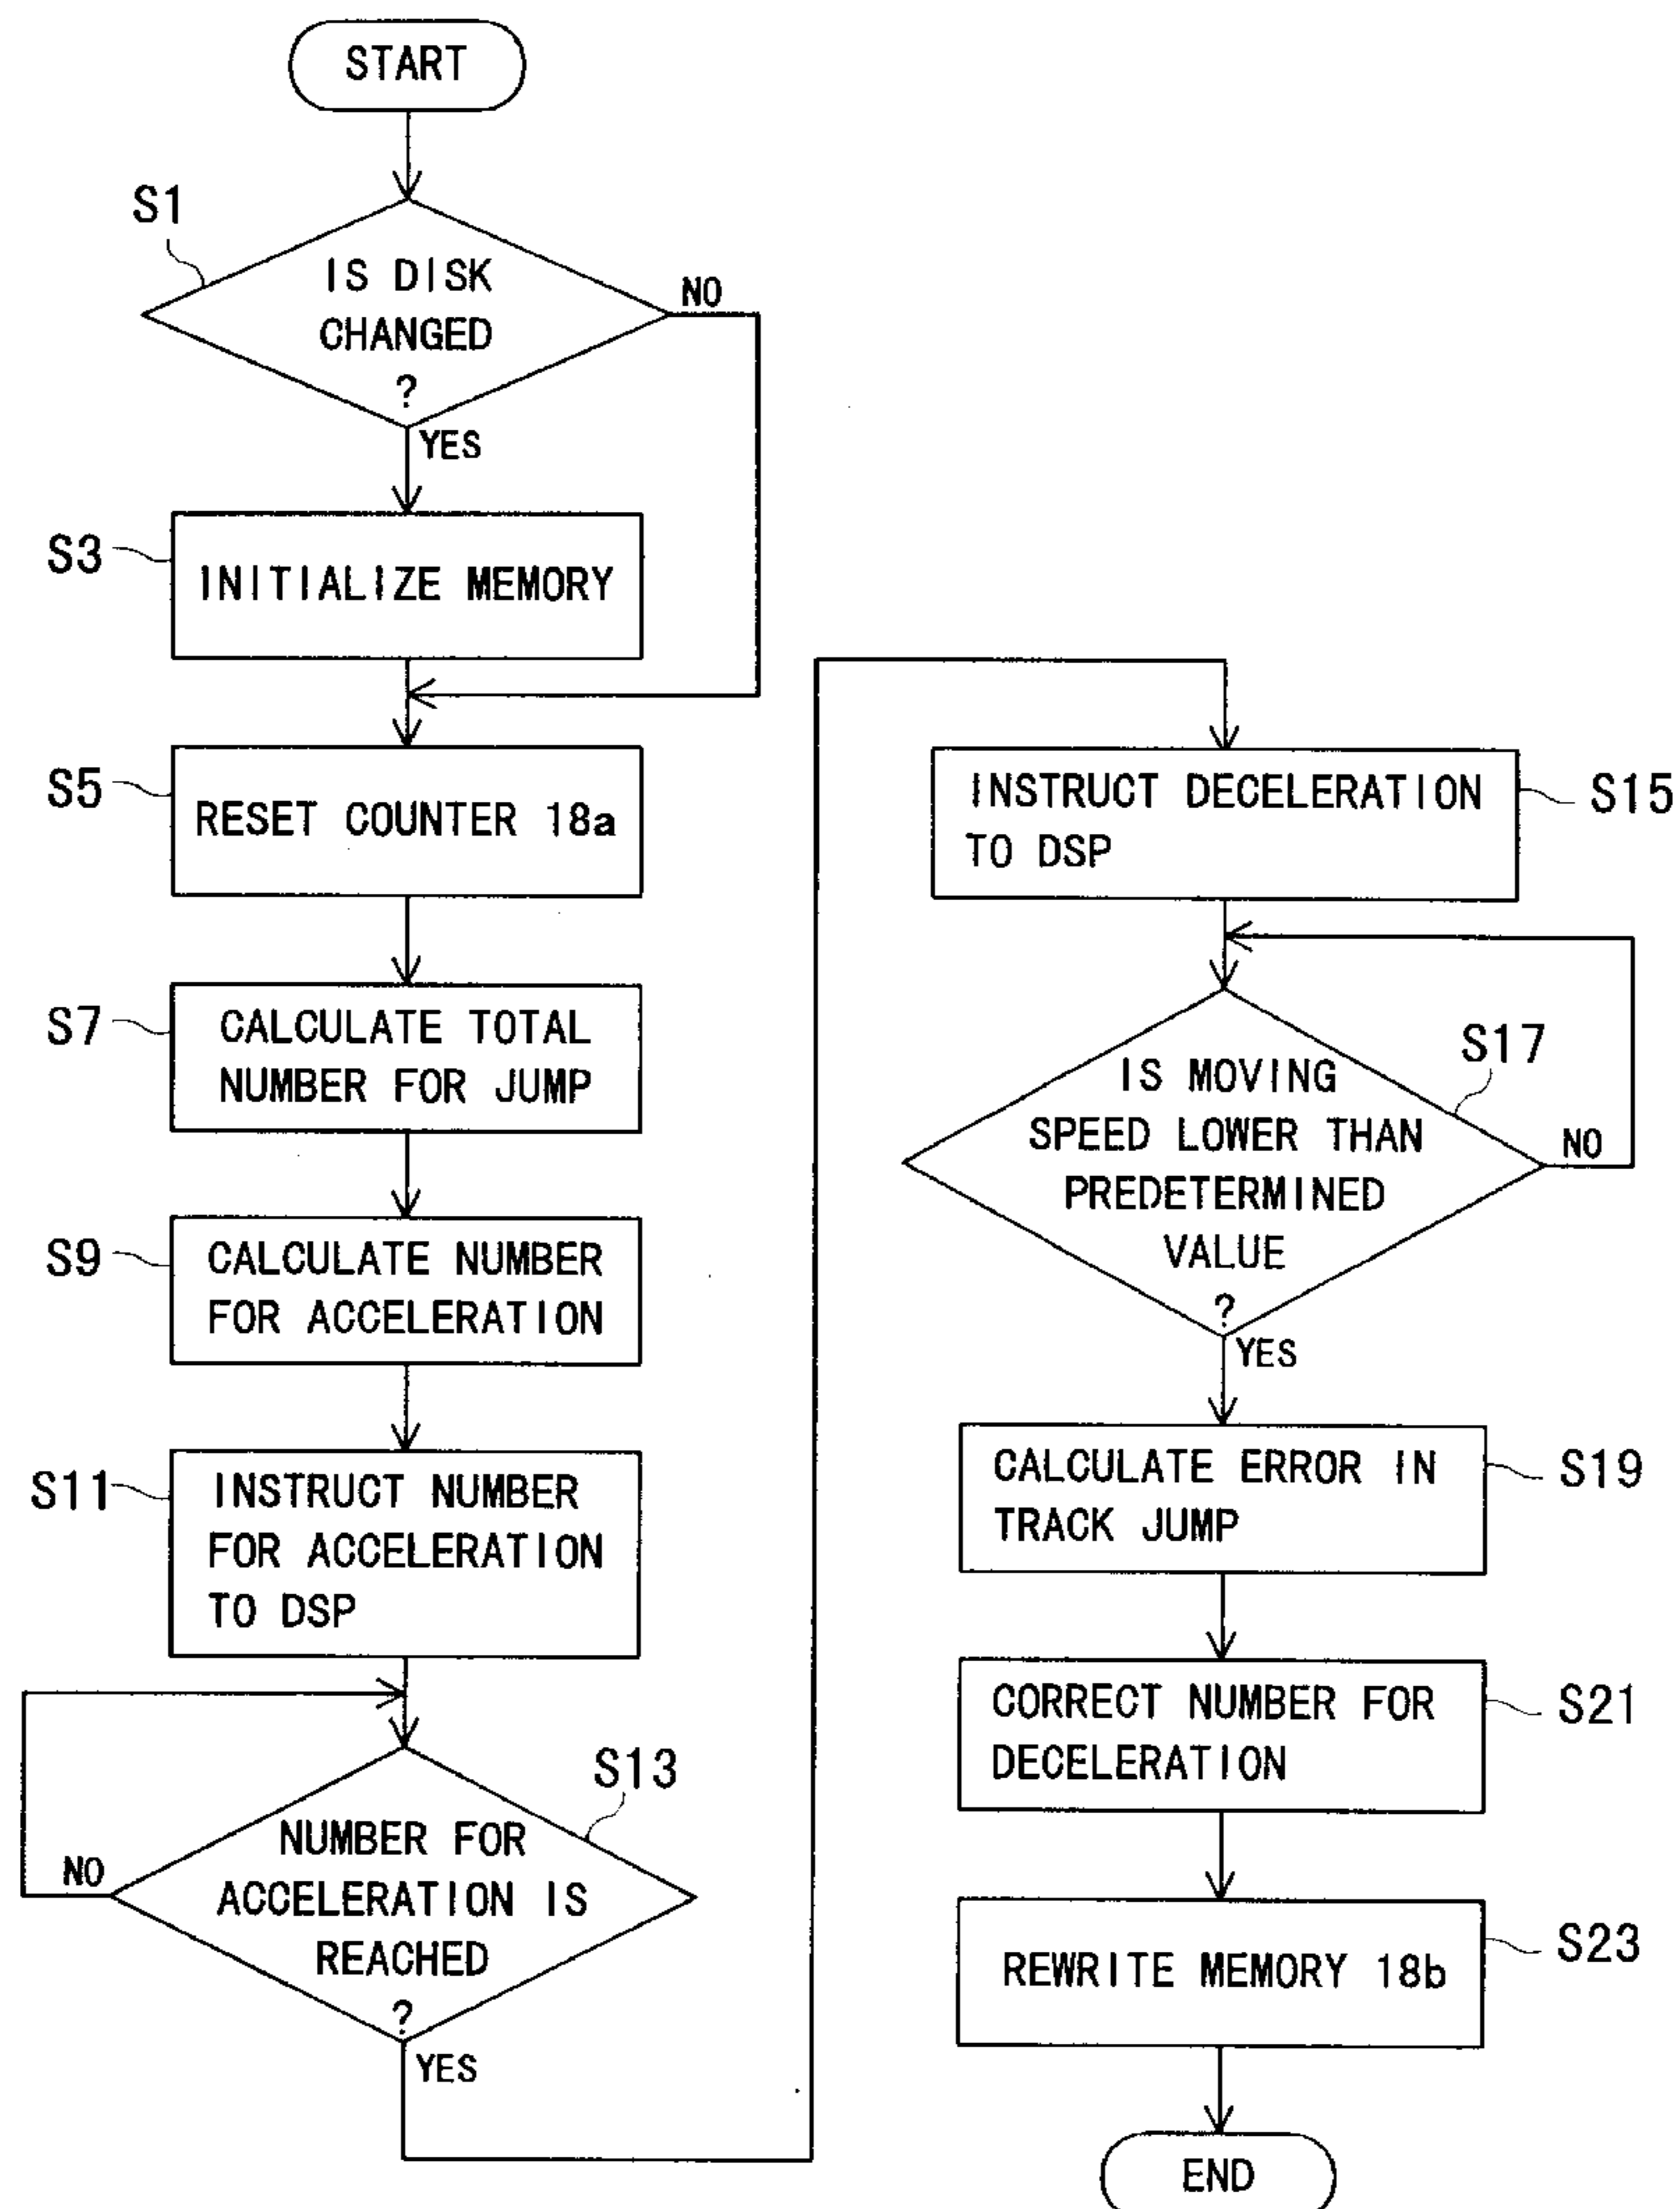 START
S1
IS DISK
CHANGED
?
NO
YES
S3
INITIALIZE MEMORY
S5
RESET COUNTER 18a
S7
CALCULATE TOTAL
NUMBER FOR JUMP
S9
CALCULATE NUMBER
FOR ACCELERATION
S11
INSTRUCT NUMBER
FOR ACCELERATION
TO DSP
S13
NUMBER FOR
ACCELERATION IS
REACHED
?
NO
YES
INSTRUCT DECELERATION
TO DSP
S15
S17
IS MOVING
SPEED LOWER THAN
PREDETERMINED
VALUE
?
NO
YES
CALCULATE ERROR IN
TRACK JUMP
S19
CORRECT NUMBER FOR
DECELERATION
S21
REWRITE MEMORY 18b
S23
END